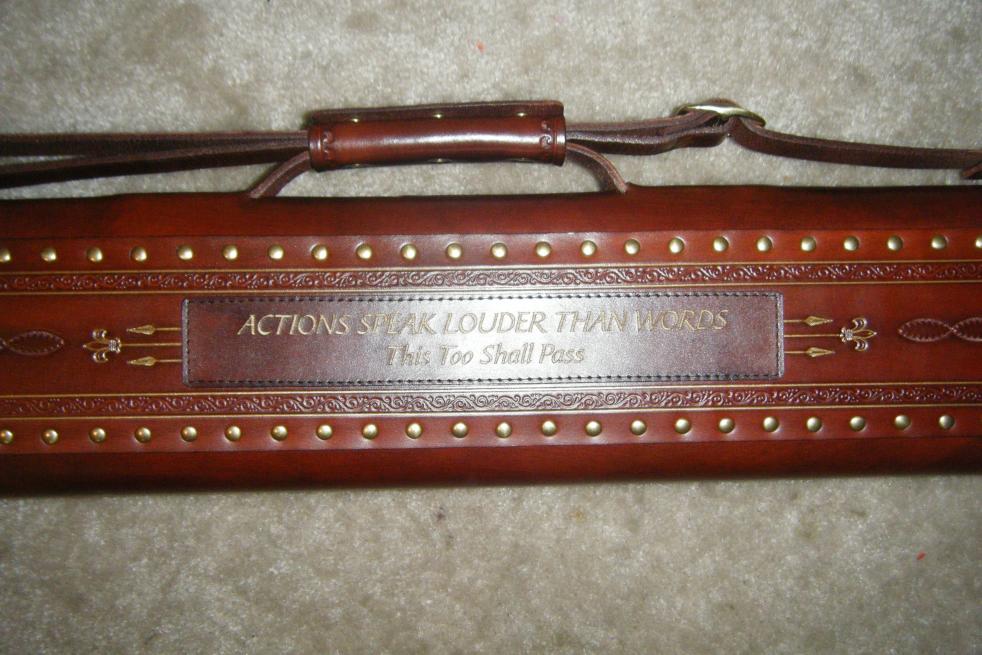 ACTIONS SPEAK LOUDER THAN WORDS
This Too Shall Pass